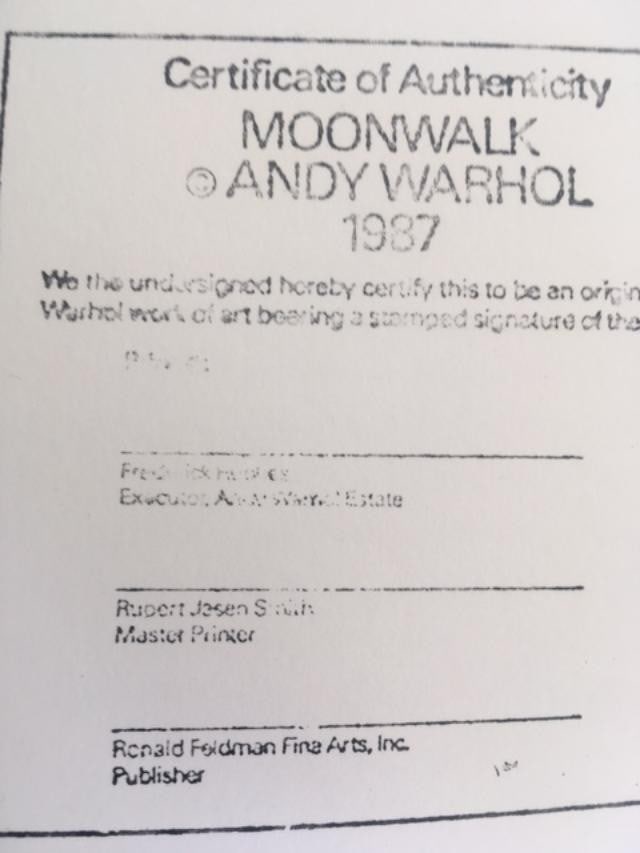 Certificate of Authenticity
MOONWALK
© ANDY WARHOL
1987
We the undersigned hereby certify this to be an origin
Warhol work of art bearing a stamped signature of the
Frederick Hughes
Executor, Andy Warhol Estate
Rupert Jasen Smith
Master Printer
Ronald Feldman Fine Arts, Inc.
Publisher